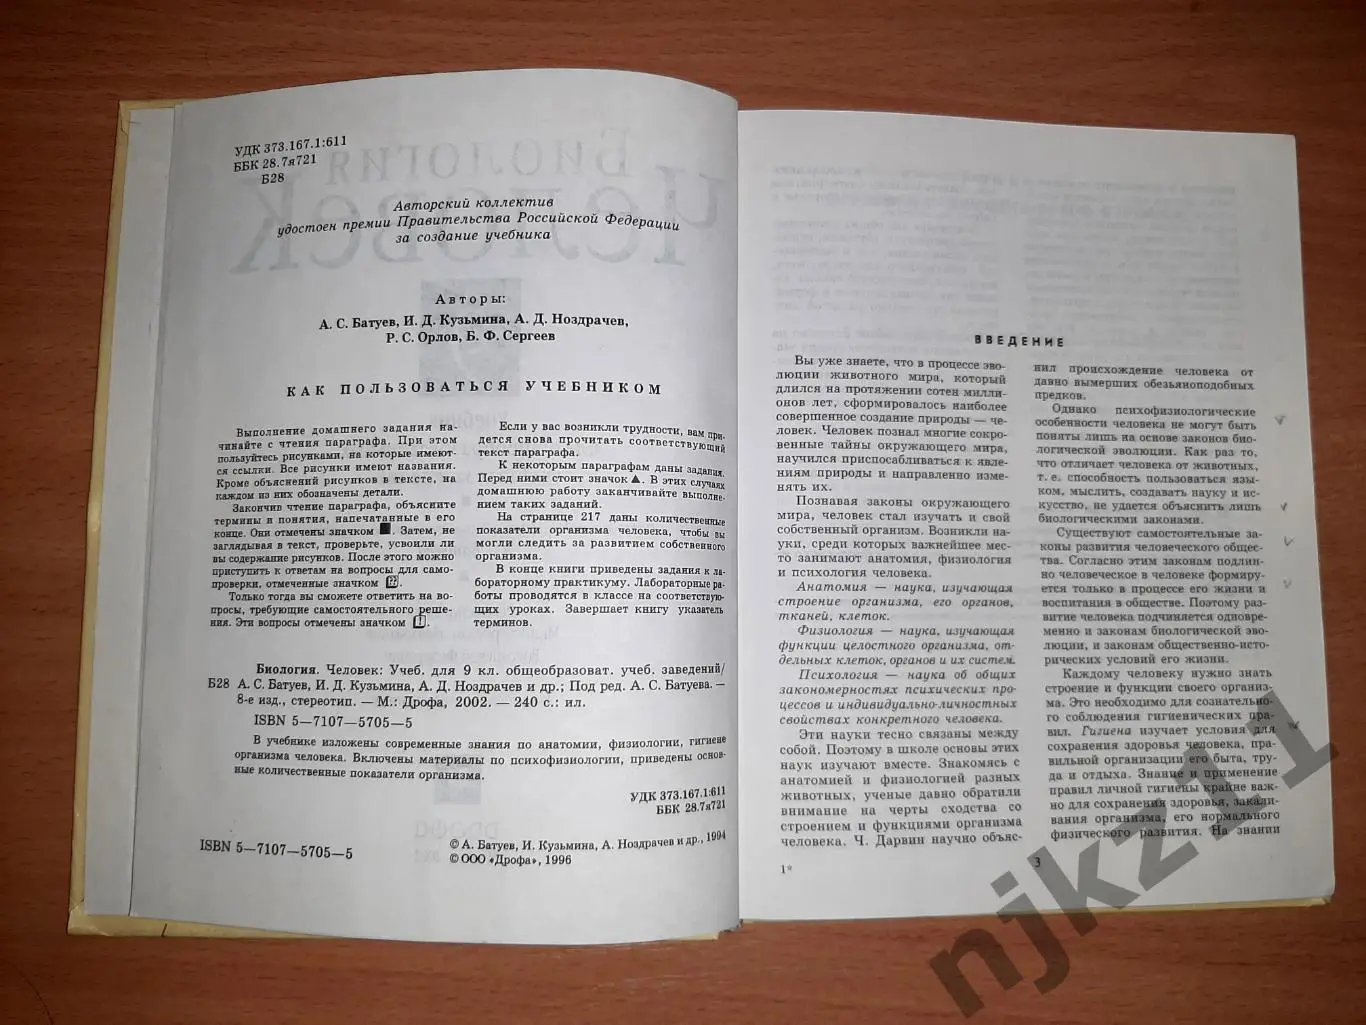 УДК 373.167.1:611
ББК 28.7я721
Б28
Авторский коллектив
удостоен премии Правительства Российской Федерации
за создание учебника
Авторы:
А. С. Батуев, И. Д. Кузьмина, А. Д. Ноздрачев,
Р. С. Орлов, Б. Ф. Сергеев
КАК ПОЛЬЗОВАТЬСЯ УЧЕБНИКОМ
Выполнение домашнего задания на-
чинайте с чтения параграфа. При этом
пользуйтесь рисунками, на которые имеют-
ся ссылки. Все рисунки имеют названия.
Кроме объяснений рисунков в тексте, на
каждом из них обозначены детали.
Закончив чтение параграфа, объясните
термины и понятия, напечатанные в его
конце. Они отмечены значком ■. Затем, не
заглядывая в текст, проверьте, усвоили ли
вы содержание рисунков. После этого можно
приступить к ответам на вопросы для само-
проверки, отмеченные значком
Только тогда вы сможете ответить на во-
просы, требующие самостоятельного реше-
ния. Эти вопросы отмечены значком
Если у вас возникли трудности, вам при-
дется снова прочитать соответствующий
текст параграфа.
К некоторым параграфам даны задания.
Перед ними стоит значок ▲. В этих случаях
домашнюю работу заканчивайте выполне-
нием таких заданий.
На странице 217 даны количественные
показатели организма человека, чтобы вы
могли следить за развитием собственного
организма.
В конце книги приведены задания к ла-
бораторному практикуму. Лабораторные ра-
боты проводятся в классе на соответствую-
щих уроках. Завершает книгу указатель
терминов.
Биология. Человек: Учеб. для 9 кл. общеобразоват. учеб. заведений/
Б28 А. С. Батуев, И. Д. Кузьмина, А. Д. Ноздрачев и др.; Под ред. А. С. Батуева. —
8-е изд., стереотип. — М.: Дрофа, 2002. — 240 с.: ил.
ISBN 5—7107—5705—5
В учебнике изложены современные знания по анатомии, физиологии, гигиене
организма человека. Включены материалы по психофизиологии, приведены основ-
ные количественные показатели организма.
УДК 373.167.1:611
ББК 28.7я721
ISBN 5—7107—5705—5
© А. Батуев, И. Кузьмина, А. Ноздрачев и др., 1994
© ООО «Дрофа», 1996
ВВЕДЕНИЕ
Вы уже знаете, что в процессе эво-
люции животного мира, который
длился на протяжении сотен милли-
онов лет, сформировалось наиболее
совершенное создание природы — че-
ловек. Человек познал многие сокро-
венные тайны окружающего мира,
научился приспосабливаться к явле-
ниям природы и направленно изме-
нять их.
Познавая законы окружающего
мира, человек стал изучать и свой
собственный организм. Возникли на-
уки, среди которых важнейшее мес-
то занимают анатомия, физиология
и психология человека.
Анатомия — наука, изучающая
строение организма, его органов,
тканей, клеток.
Физиология — наука, изучающая
функции целостного организма, от-
дельных клеток, органов и их систем.
Психология — наука об общих
закономерностях психических про-
цессов и индивидуально-личностных
свойствах конкретного человека.
Эти науки тесно связаны между
собой. Поэтому в школе основы этих
наук изучают вместе. Знакомясь с
анатомией и физиологией разных
животных, ученые давно обратили
внимание на черты сходства со
строением и функциями организма
человека. Ч. Дарвин научно объяс-
1*
нил происхождение человека от
давно вымерших обезьяноподобных
предков.
Однако психофизиологические
особенности человека не могут быть
поняты лишь на основе законов био-
логической эволюции. Как раз то,
что отличает человека от животных,
т. е. способность пользоваться язы-
ком, мыслить, создавать науку и ис-
кусство, не удается объяснить лишь
биологическими законами.
Существуют самостоятельные за-
коны развития человеческого общес-
тва. Согласно этим законам подлин-
но человеческое в человеке формиру-
ется только в процессе его жизни и
воспитания в обществе. Поэтому раз-
витие человека подчиняется одновре-
менно и законам биологической эво-
люции, и законам общественно-исто-
рических условий его жизни.
Каждому человеку нужно знать
строение и функции своего организ-
ма. Это необходимо для сознательно-
го соблюдения гигиенических пра-
вил. Гигиена изучает условия для
сохранения здоровья человека, пра-
вильной организации его быта, тру-
да и отдыха. Знание и применение
правил личной гигиены крайне важ-
но для сохранения здоровья, закали-
вания организма, его нормального
физического развития. На знании
3
njkz111